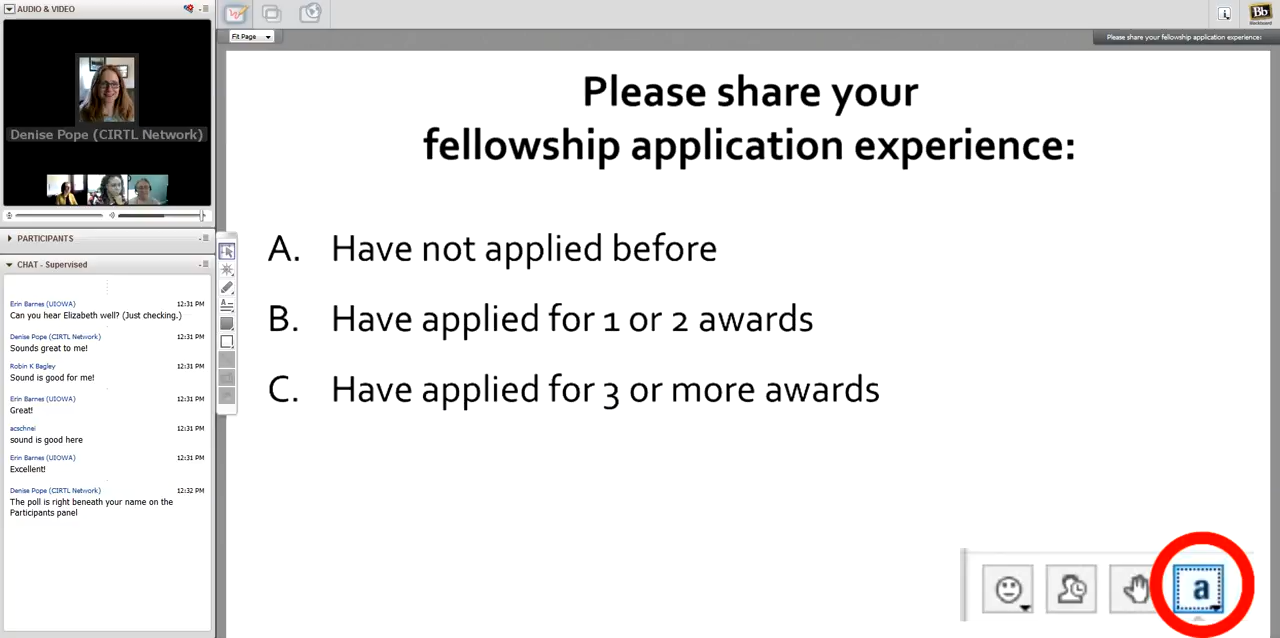 AUDIO & VIDEO
Denise Pope (CIRTL Network)
PARTICIPANTS
CHAT - Supervised
Erin Barnes (UIOWA) 12:31 PM
Can you hear Elizabeth well? (Just checking.)
Denise Pope (CIRTL Network) 12:31 PM
Sounds great to me!
Robin K Bagley 12:31 PM
Sound is good for me!
Erin Barnes (UIOWA) 12:31 PM
Great!
acschnei 12:31 PM
sound is good here
Erin Barnes (UIOWA) 12:31 PM
Excellent!
Denise Pope (CIRTL Network) 12:32 PM
The poll is right beneath your name on the
Participants panel
Fit Page
Bb
Blackboard
Please share your fellowship application experience:
Please share your
fellowship application experience:
A. Have not applied before
B. Have applied for 1 or 2 awards
C. Have applied for 3 or more awards
a